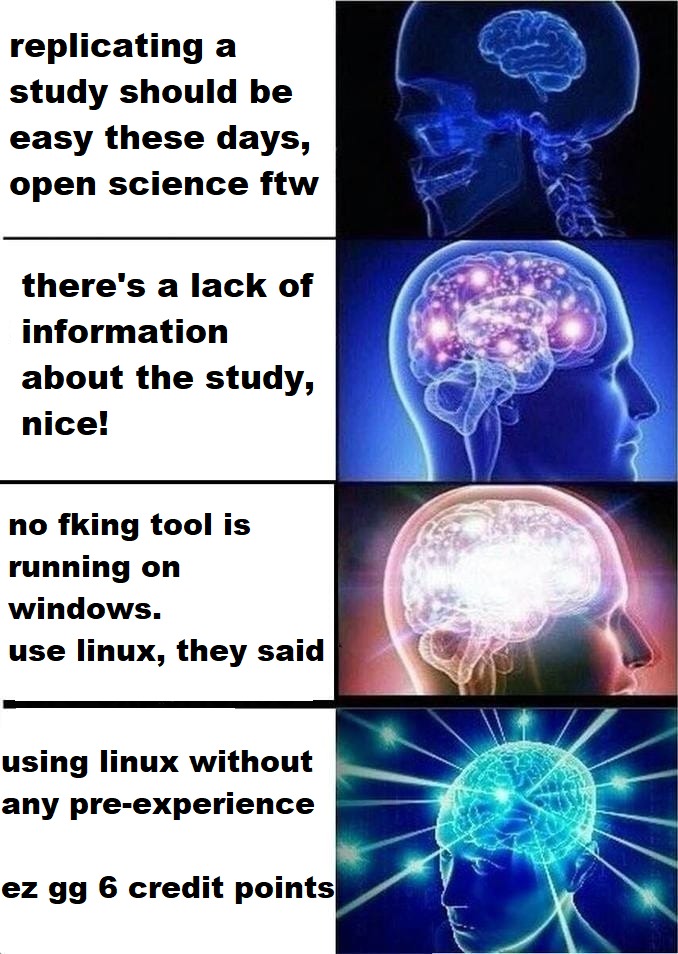 replicating a
study should be
easy these days,
open science ftw
there's a lack of
information
about the study,
nice!
no fking tool is
running on
windows.
use linux, they said
using linux without
any pre-experience
ez gg 6 credit points